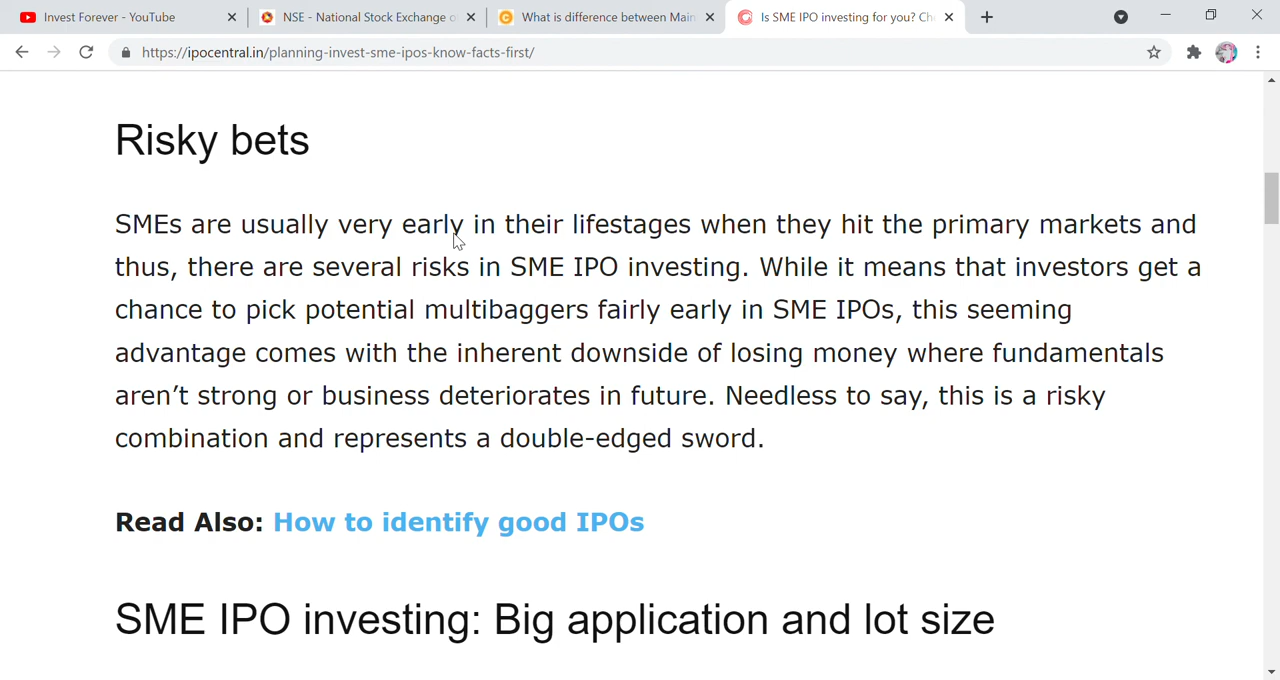 Invest Forever - YouTube
NSE - National Stock Exchange o
What is difference between Main
Is SME IPO investing for you? Ch
https://ipocentral.in/planning-invest-sme-ipos-know-facts-first/
Risky bets
SMEs are usually very early in their lifestages when they hit the primary markets and
thus, there are several risks in SME IPO investing. While it means that investors get a
chance to pick potential multibaggers fairly early in SME IPOs, this seeming
advantage comes with the inherent downside of losing money where fundamentals
aren’t strong or business deteriorates in future. Needless to say, this is a risky
combination and represents a double-edged sword.
Read Also: How to identify good IPOs
SME IPO investing: Big application and lot size